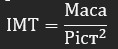 ІМТ = Маса / Ріст²